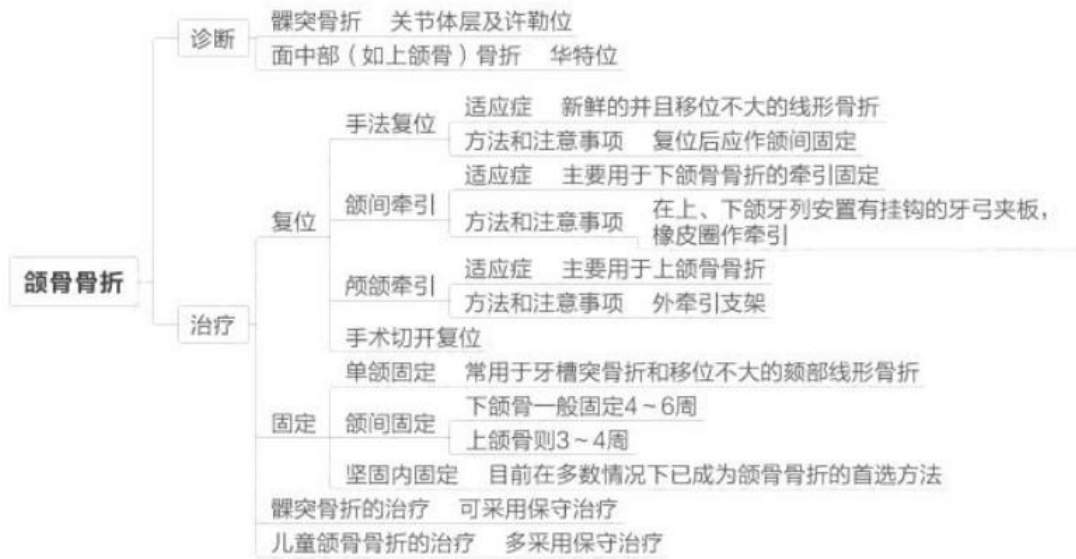 诊断
髁突骨折 关节体层及许勒位
面中部（如上颌骨）骨折 华特位
手法复位
适应症 新鲜的并且移位不大的线形骨折
方法和注意事项 复位后应作颌间固定
复位
颌间牵引
适应症 主要用于下颌骨骨折的牵引固定
方法和注意事项
在上、下颌牙列安置有挂钩的牙弓夹板，
橡皮圈作牵引
颌骨骨折
颅颌牵引
适应症 主要用于上颌骨骨折
方法和注意事项 外牵引支架
治疗
手术切开复位
单颌固定 常用于牙槽突骨折和移位不大的颏部线形骨折
固定
颌间固定
下颌骨一般固定4～6周
上颌骨则3～4周
坚固内固定 目前在多数情况下已成为颌骨骨折的首选方法
髁突骨折的治疗 可采用保守治疗
儿童颌骨骨折的治疗 多采用保守治疗